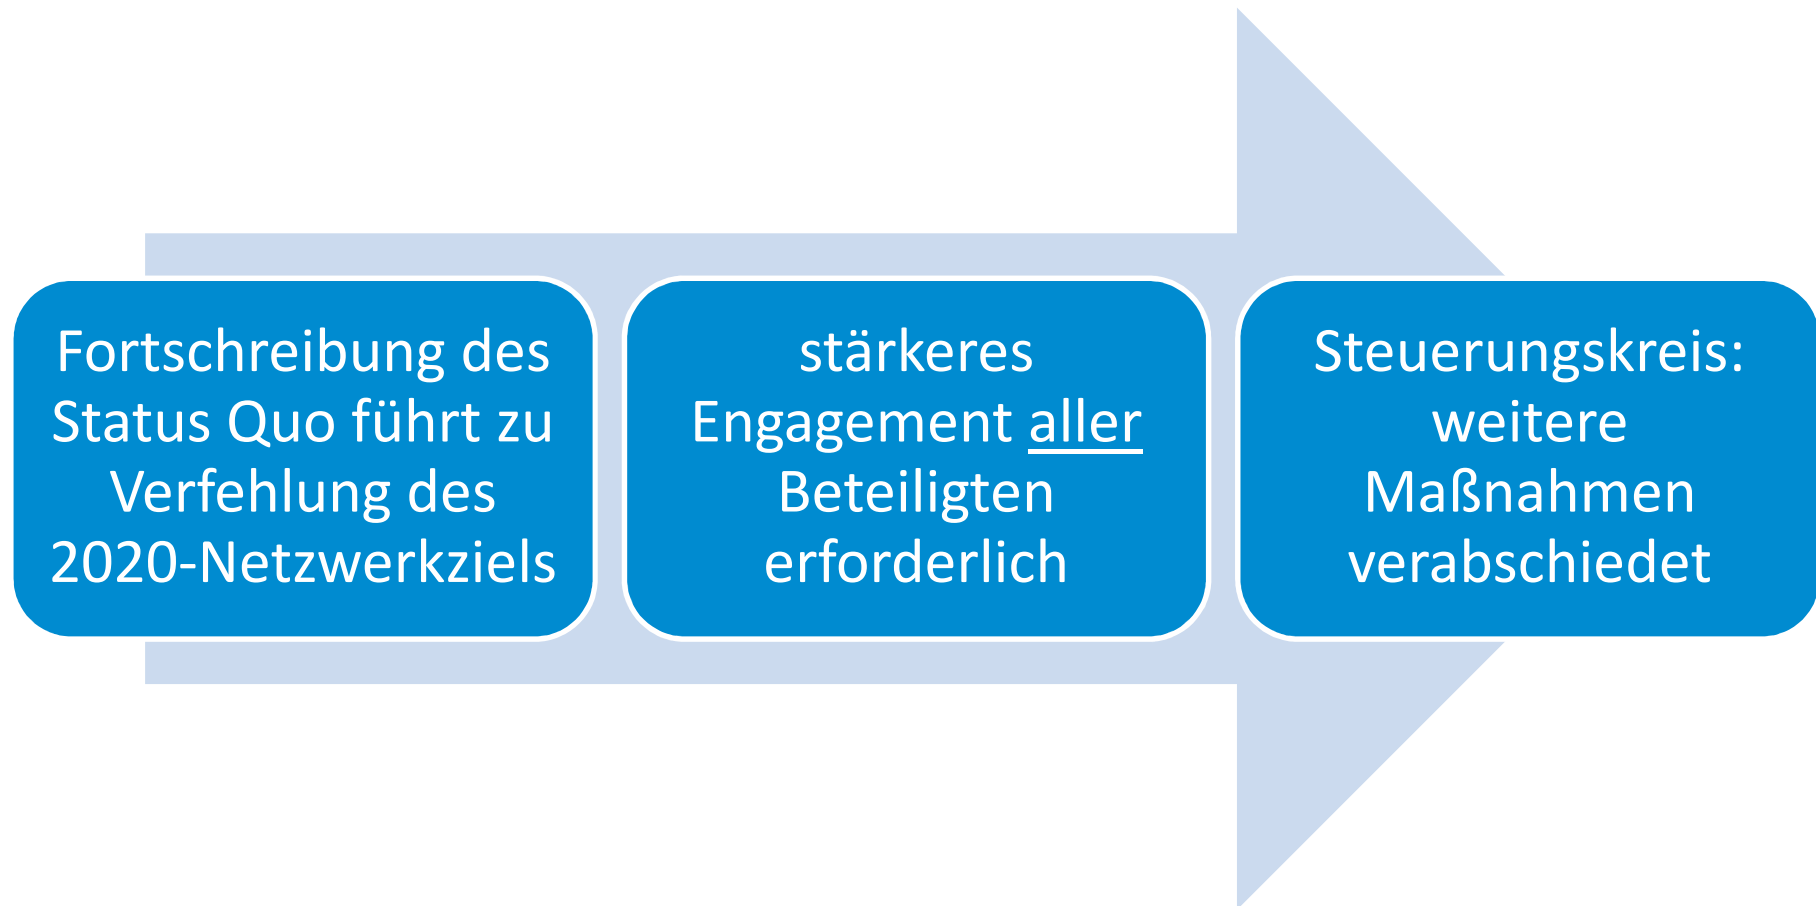 Fortschreibung des
Status Quo führt zu
Verfehlung des
2020-Netzwerkziels
stärkeres
Engagement aller
Beteiligten
erforderlich
Steuerungskreis:
weitere
Maßnahmen
verabschiedet